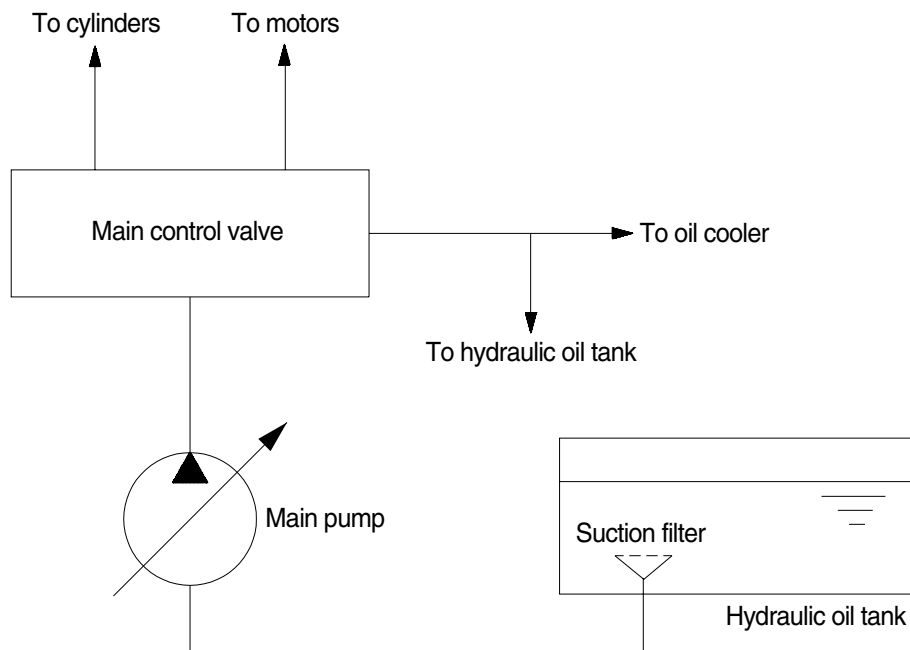 To cylinders
To motors
Main control valve
To oil cooler
To hydraulic oil tank
Main pump
Suction filter
Hydraulic oil tank